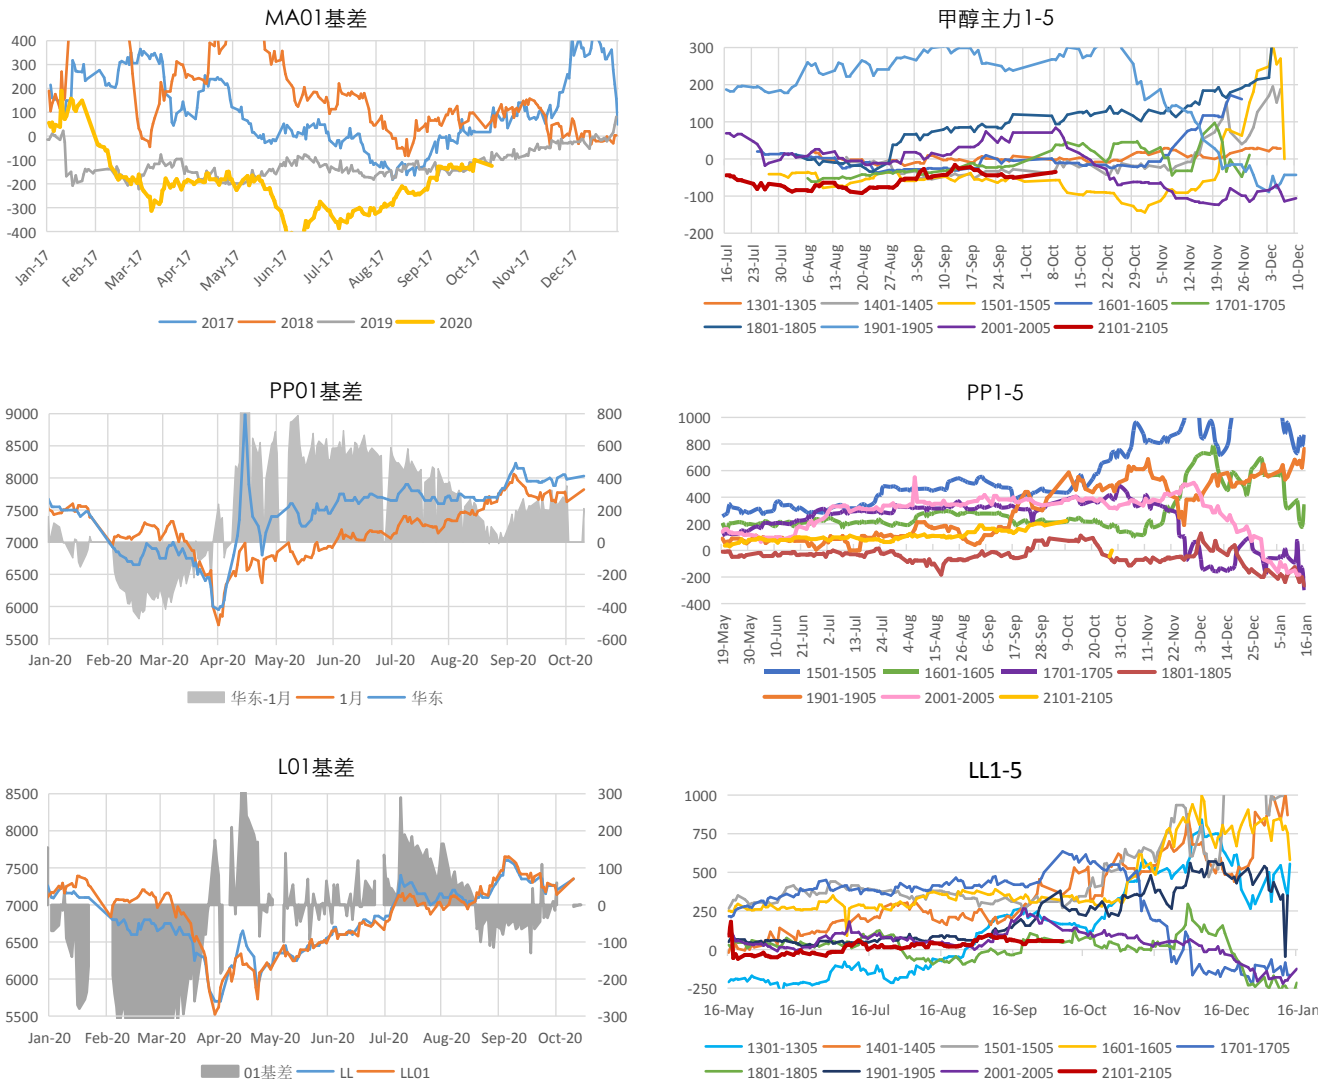 MA01基差
400
300
200
100
0
-100
-200
-300
-400
Jan-17
Feb-17
Mar-17
Apr-17
May-17
Jun-17
Jul-17
Aug-17
Sep-17
Oct-17
Nov-17
Dec-17
2017 2018 2019 2020
甲醇主力1-5
300
200
100
0
-100
-200
16-Jul
23-Jul
30-Jul
6-Aug
13-Aug
20-Aug
27-Aug
3-Sep
10-Sep
17-Sep
24-Sep
1-Oct
8-Oct
15-Oct
22-Oct
29-Oct
5-Nov
12-Nov
19-Nov
26-Nov
3-Dec
10-Dec
1301-1305 1401-1405 1501-1505 1601-1605 1701-1705
1801-1805 1901-1905 2001-2005 2101-2105
PP01基差
9000 800
8500 600
8000 400
7500 200
7000 0
6500 -200
6000 -400
5500 -600
Jan-20 Feb-20 Mar-20 Apr-20 May-20 Jun-20 Jul-20 Aug-20 Sep-20 Oct-20
华东-1月 1月 华东
PP1-5
1000
800
600
400
200
0
-200
-400
19-May
30-May
10-Jun
21-Jun
2-Jul
13-Jul
24-Jul
4-Aug
15-Aug
26-Aug
6-Sep
17-Sep
28-Sep
9-Oct
20-Oct
31-Oct
11-Nov
22-Nov
3-Dec
14-Dec
25-Dec
5-Jan
16-Jan
1501-1505 1601-1605 1701-1705 1801-1805
1901-1905 2001-2005 2101-2105
L01基差
8500 300
8000 200
7500 100
7000 0
6500 -100
6000 -200
5500 -300
Jan-20 Feb-20 Mar-20 Apr-20 May-20 Jun-20 Jul-20 Aug-20 Sep-20 Oct-20
01基差 LL LL01
LL1-5
1000
750
500
250
0
-250
16-May 16-Jun 16-Jul 16-Aug 16-Sep 16-Oct 16-Nov 16-Dec 16-Jan
1301-1305 1401-1405 1501-1505 1601-1605 1701-1705
1801-1805 1901-1905 2001-2005 2101-2105